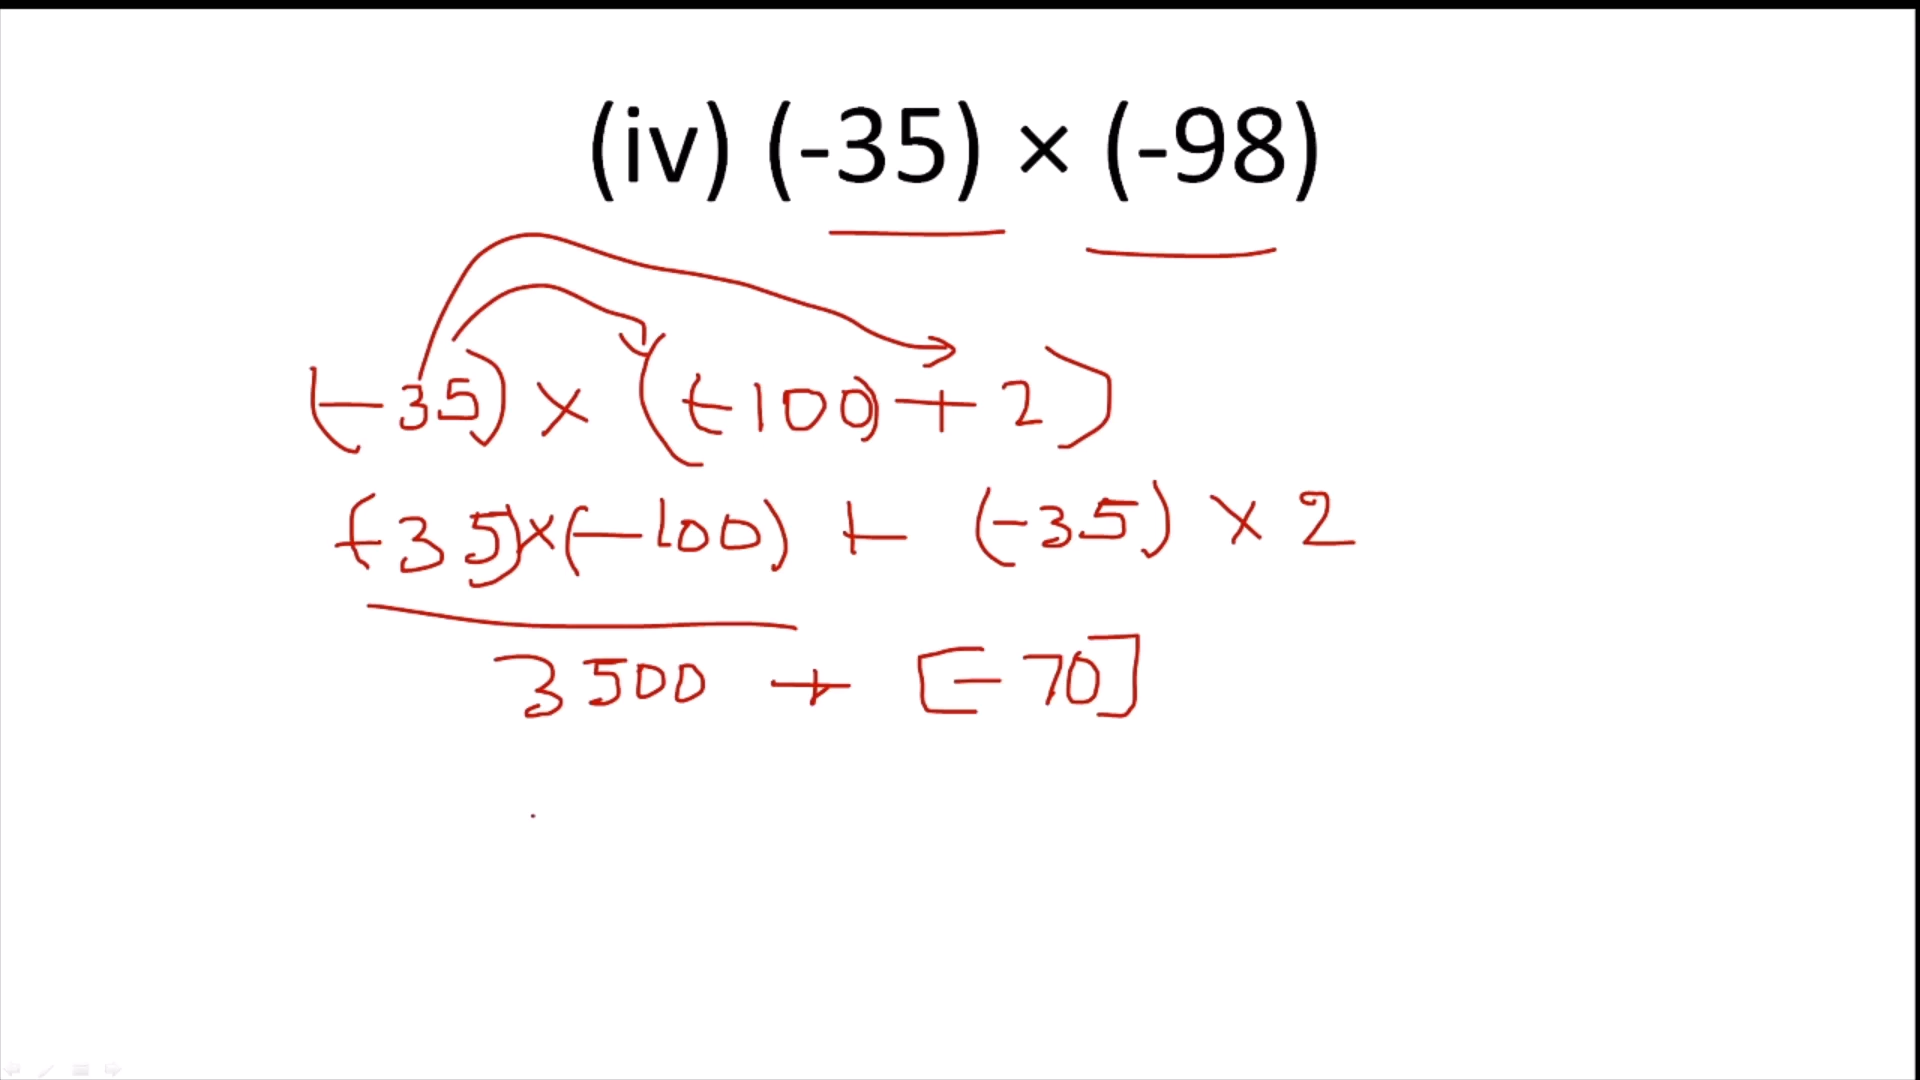 (iv) (-35) × (-98)
(-35) × ((-100) + 2)
(-35) × (-100) + (-35) × 2
3500 + [-70]